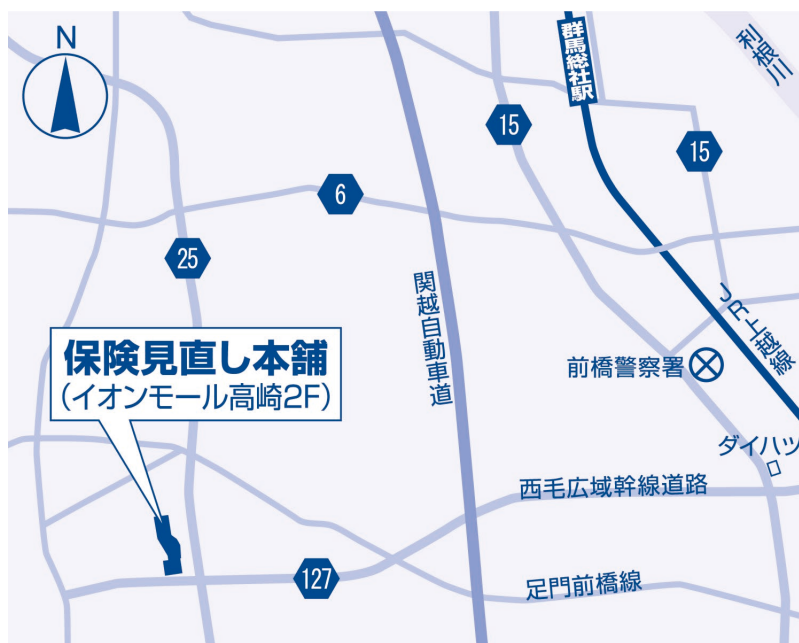 N
利根川
群馬総社駅
15
15
6
25
関越自動車道
JR上越線
保険見直し本舗
(イオンモール高崎2F)
前橋警察署
ダイハツ
西毛広域幹線道路
127
足門前橋線